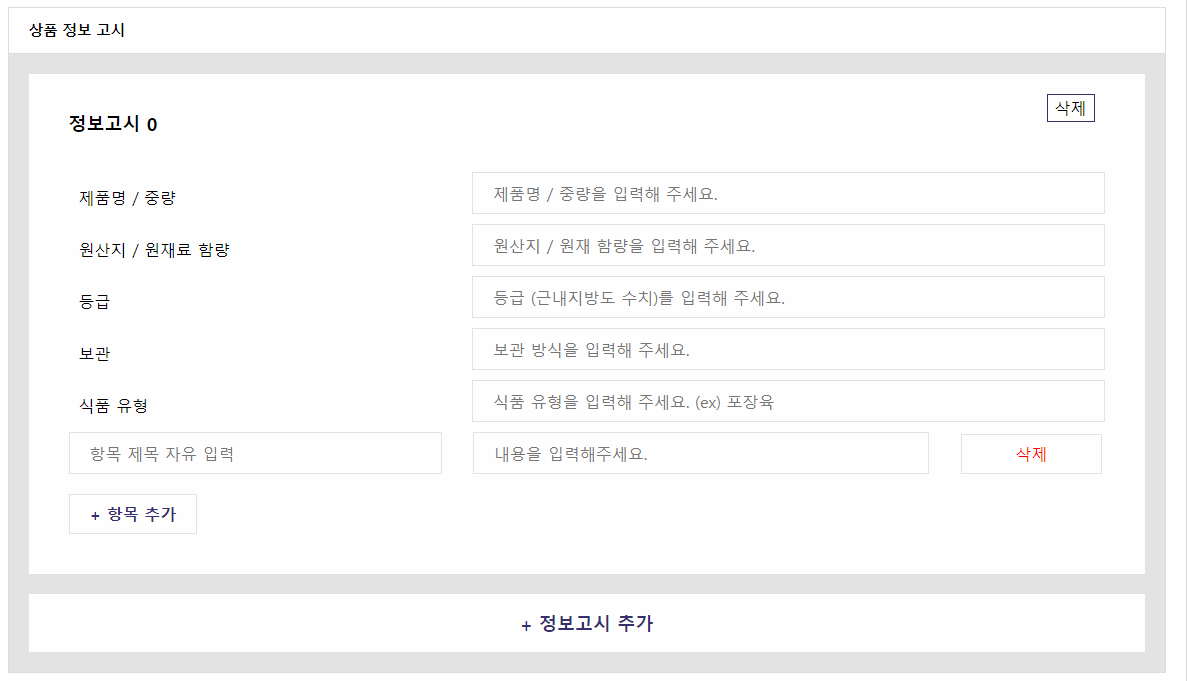 상품 정보 고시
정보고시 0
삭제
제품명 / 중량
제품명 / 중량을 입력해 주세요.
원산지 / 원재료 함량
원산지 / 원재 함량을 입력해 주세요.
등급
등급 (근내지방도 수치)를 입력해 주세요.
보관
보관 방식을 입력해 주세요.
식품 유형
식품 유형을 입력해 주세요. (ex) 포장육
항목 제목 자유 입력
내용을 입력해주세요.
삭제
+ 항목 추가
+ 정보고시 추가